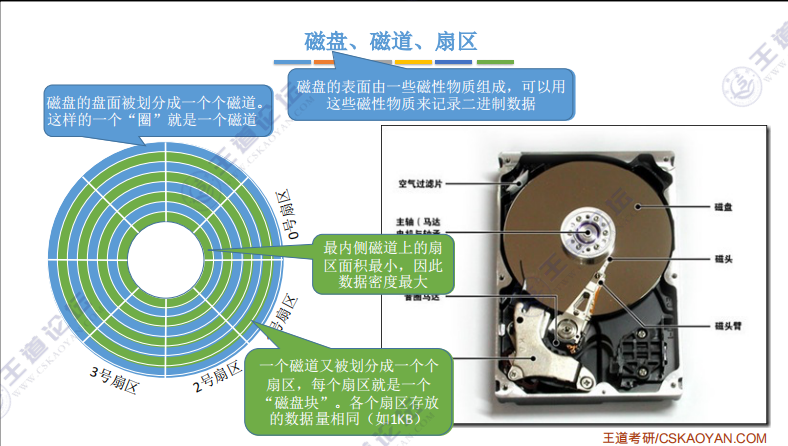 磁盘、磁道、扇区
磁盘的表面由一些磁性物质组成，可以用
这些磁性物质来记录二进制数据
磁盘的盘面被划分成一个个磁道。
这样的一个“圈”就是一个磁道
0号扇区
最内侧磁道上的扇
区面积最小，因此
数据密度最大
号扇区
2号扇区
3号扇区
一个磁道又被划分成一个个
扇区，每个扇区就是一个
“磁盘块”。各个扇区存放
的数据量相同（如1KB）
空气过滤片
主轴（马达
音圈马达
磁盘
磁头
磁头臂
王道论坛
WWW.CSKAOYAN.COM
王道考研/CSKAOYAN.COM